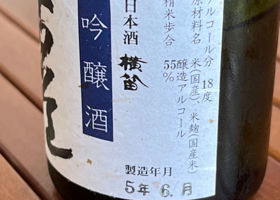 アルコール分 18度
原材料名 米(国産)、米麹(国産米)
醸造アルコール
精米歩合 55%
日本酒 横笛
吟醸酒
製造年月
5年6.月